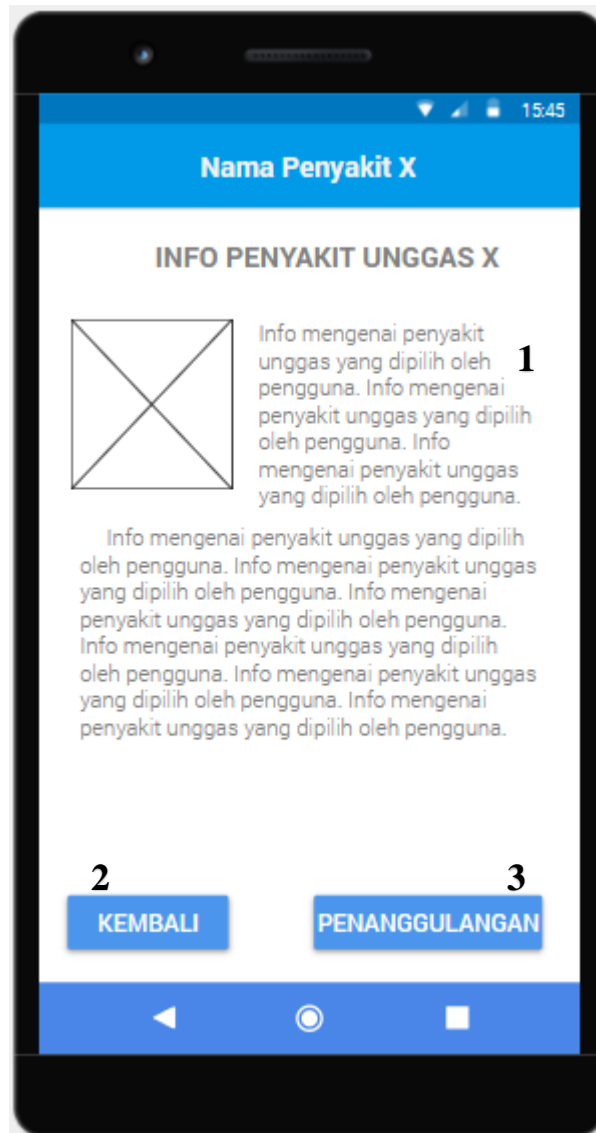 15:45
Nama Penyakit X
INFO PENYAKIT UNGGAS X
Info mengenai penyakit
unggas yang dipilih oleh
1
pengguna. Info mengenai
penyakit unggas yang dipilih
oleh pengguna. Info
mengenai penyakit unggas
yang dipilih oleh pengguna.
Info mengenai penyakit unggas yang dipilih
oleh pengguna. Info mengenai penyakit unggas
yang dipilih oleh pengguna. Info mengenai
penyakit unggas yang dipilih oleh pengguna.
Info mengenai penyakit unggas yang dipilih
oleh pengguna. Info mengenai penyakit unggas
yang dipilih oleh pengguna. Info mengenai
penyakit unggas yang dipilih oleh pengguna.
2
3
KEMBALI
PENANGGULANGAN